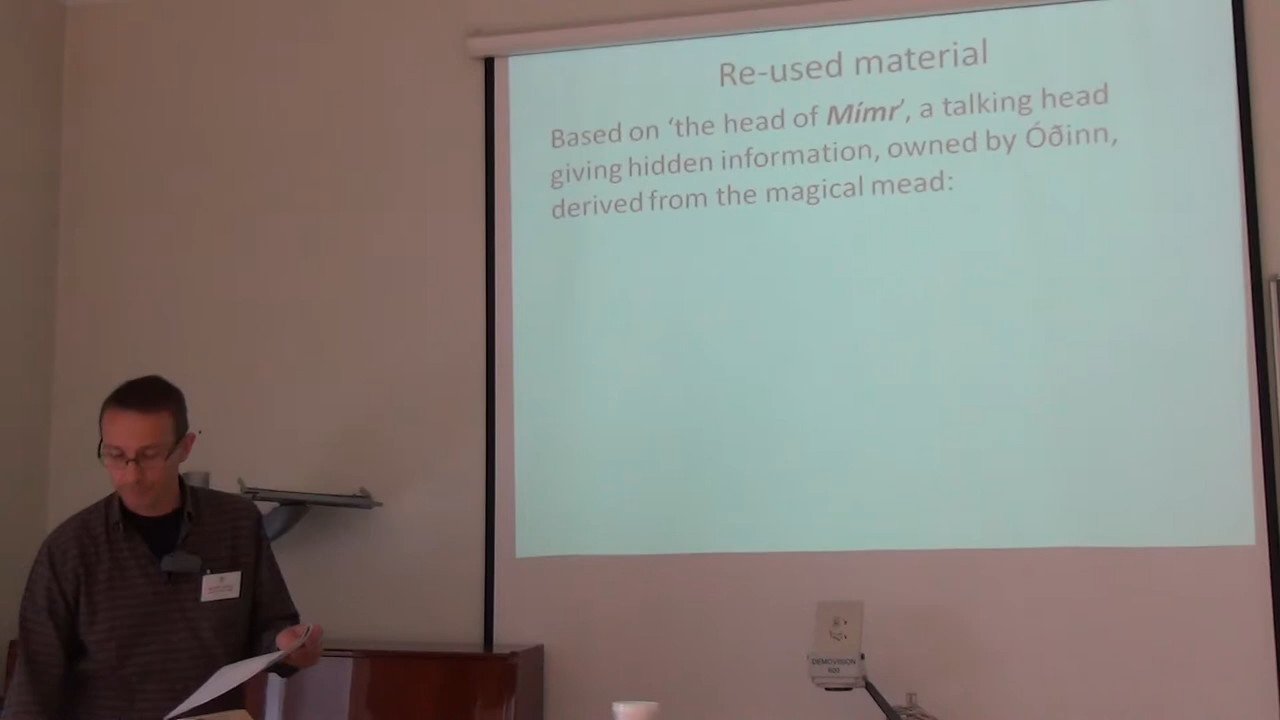 Re-used material
Based on ‘the head of Mímr’, a talking head
giving hidden information, owned by Óðinn,
derived from the magical mead:
DEMOVISION